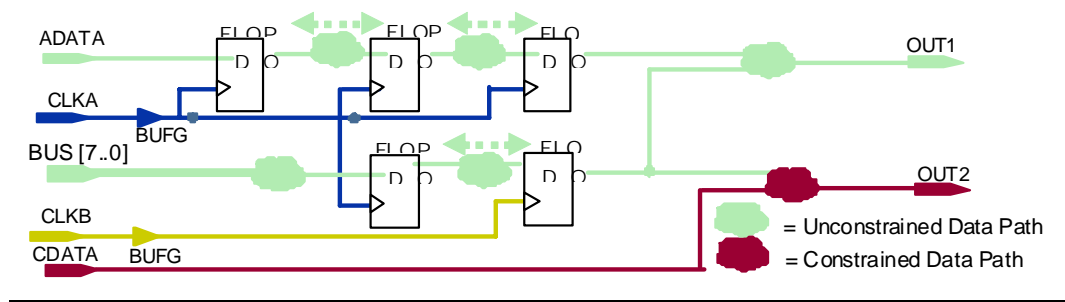 FLOP FLOP FLO
ADATA D Q D Q D Q OUT1
CLKA
BUFG
BUS [7..0] FLOP FLO
D Q D Q OUT2
CLKB
= Unconstrained Data Path
BUFG
CDATA = Constrained Data Path